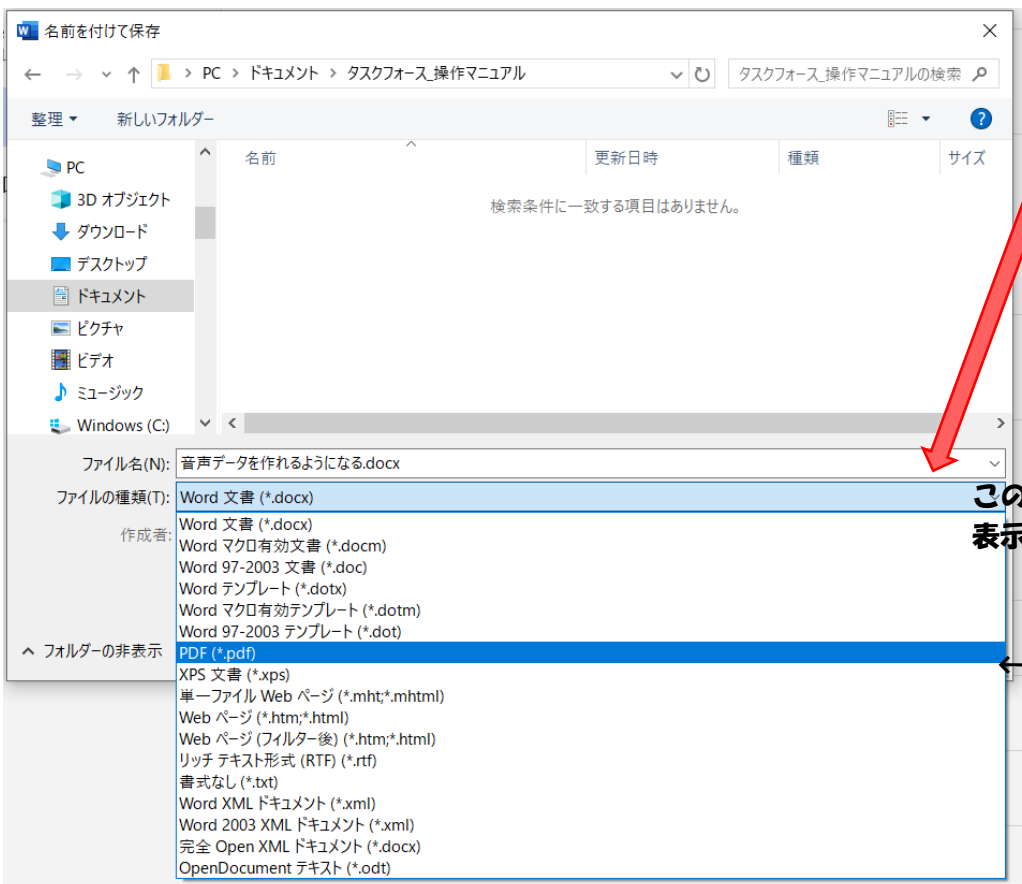 名前を付けて保存
PC > ドキュメント > タスクフォース_操作マニュアル
タスクフォース_操作マニュアルの検索
整理 新しいフォルダー
名前 更新日時 種類 サイズ
検索条件に一致する項目はありません。
PC
3D オブジェクト
ダウンロード
デスクトップ
ドキュメント
ピクチャ
ビデオ
ミュージック
Windows (C:)
ファイル名(N): 音声データを作れるようになる.docx
ファイルの種類(T): Word 文書 (*.docx)
この
表示
作成者:
Word 文書 (*.docx)
Word マクロ有効文書 (*.docm)
Word 97-2003 文書 (*.doc)
Word テンプレート (*.dotx)
Word マクロ有効テンプレート (*.dotm)
Word 97-2003 テンプレート (*.dot)
フォルダーの非表示
PDF (*.pdf)
←
XPS 文書 (*.xps)
単一ファイル Web ページ (*.mht;*.mhtml)
Web ページ (*.htm;*.html)
Web ページ (フィルター後) (*.htm;*.html)
リッチ テキスト形式 (RTF) (*.rtf)
書式なし (*.txt)
Word XML ドキュメント (*.xml)
Word 2003 XML ドキュメント (*.xml)
完全 Open XML ドキュメント (*.docx)
OpenDocument テキスト (*.odt)